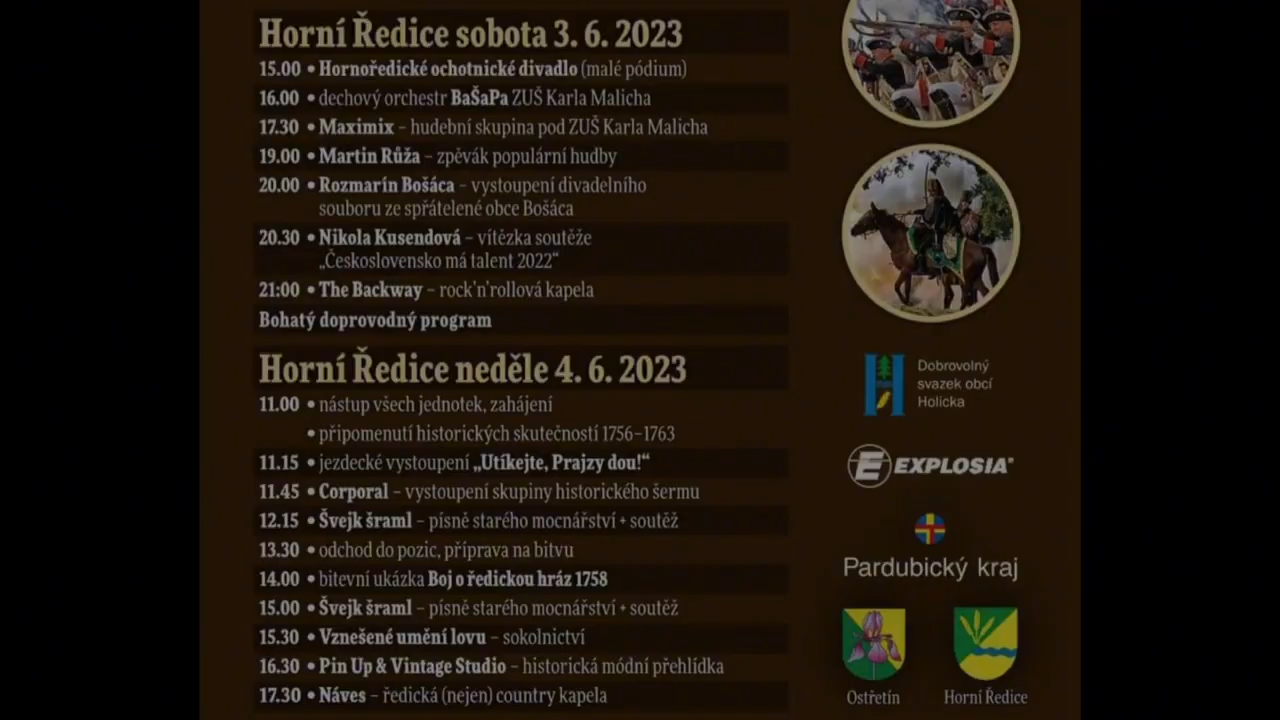 Horní Ředice sobota 3. 6. 2023
15.00 • Hornoředické ochotnické divadlo (malé pódium)
16.00 • dechový orchestr BaŠaPa ZUŠ Karla Malicha
17.30 • Maximix – hudební skupina pod ZUŠ Karla Malicha
19.00 • Martin Růža – zpěvák populární hudby
20.00 • Rozmarín Bošáca – vystoupení divadelního
souboru ze spřátelené obce Bošáca
20.30 • Nikola Kusendová – vítězka soutěže
„Československo má talent 2022“
21:00 • The Backway – rock'n'rollová kapela
Bohatý doprovodný program
Horní Ředice neděle 4. 6. 2023
11.00 • nástup všech jednotek, zahájení
• připomenutí historických skutečností 1756–1763
11.15 • jezdecké vystoupení „Utíkejte, Prajzy dou!“
11.45 • Corporal – vystoupení skupiny historického šermu
12.15 • Švejk šraml – písně starého mocnářství + soutěž
13.30 • odchod do pozic, příprava na bitvu
14.00 • bitevní ukázka Boj o ředickou hráz 1758
15.00 • Švejk šraml – písně starého mocnářství + soutěž
15.30 • Vznešené umění lovu – sokolnictví
16.30 • Pin Up & Vintage Studio – historická módní přehlídka
17.30 • Náves – ředická (nejen) country kapela
Dobrovolný
svazek obcí
Holicka
E EXPLOSIA®
Pardubický kraj
Ostřetín
Horní Ředice